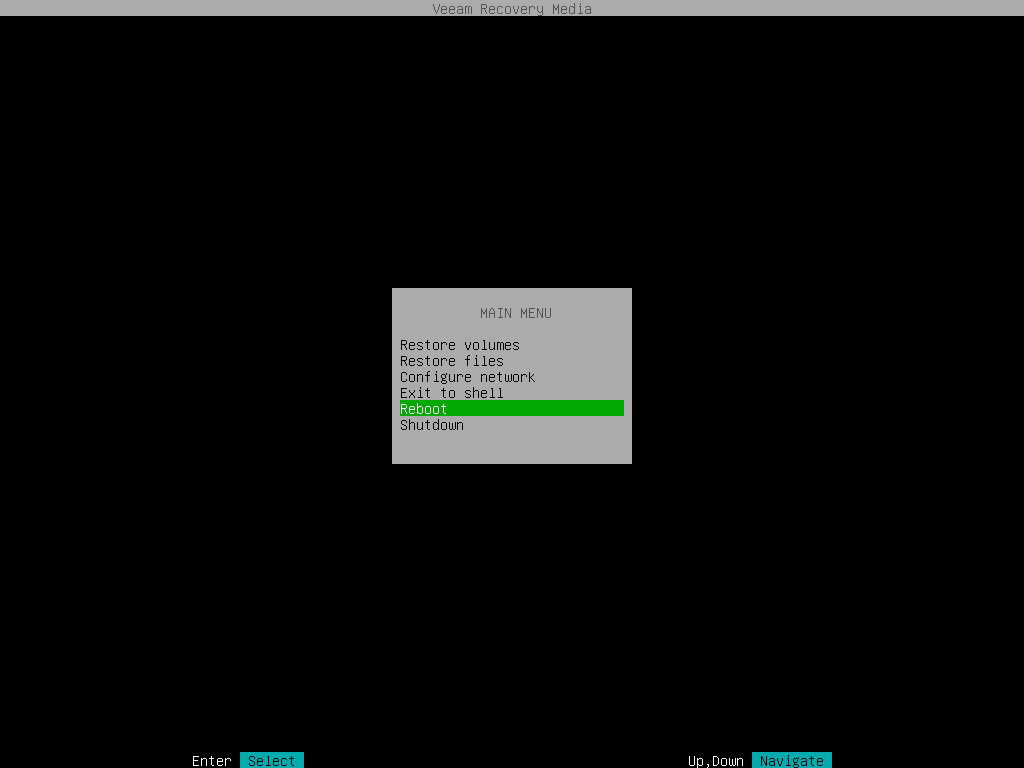 Veeam Recovery Media
MAIN MENU
Restore volumes
Restore files
Configure network
Exit to shell
Reboot
Shutdown
Enter Select Up,Down Navigate